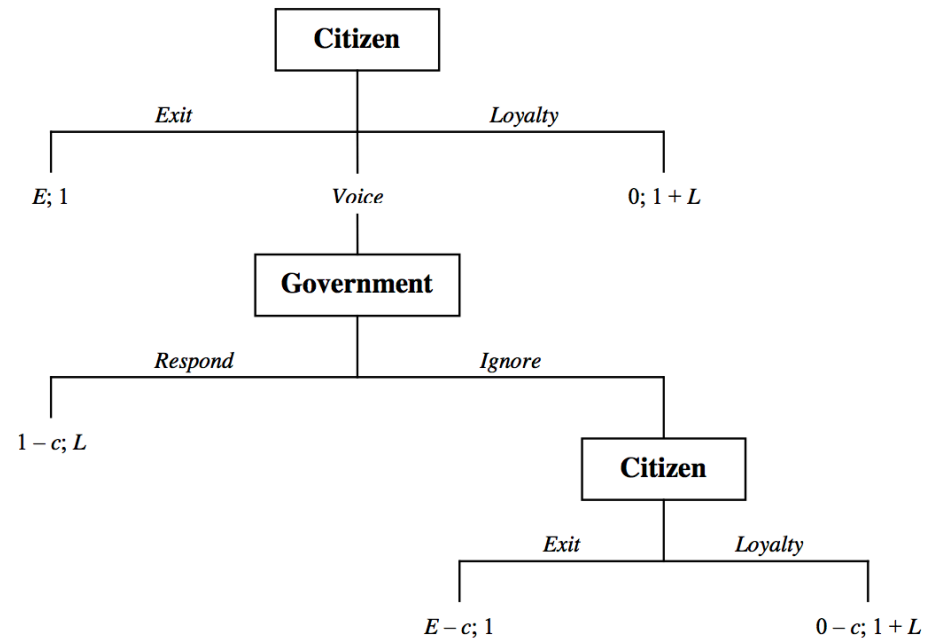 Citizen
Exit Loyalty
E; 1 Voice 0; 1 + L
Government
Respond Ignore
1 – c; L
Citizen
Exit Loyalty
E – c; 1 0 – c; 1 + L